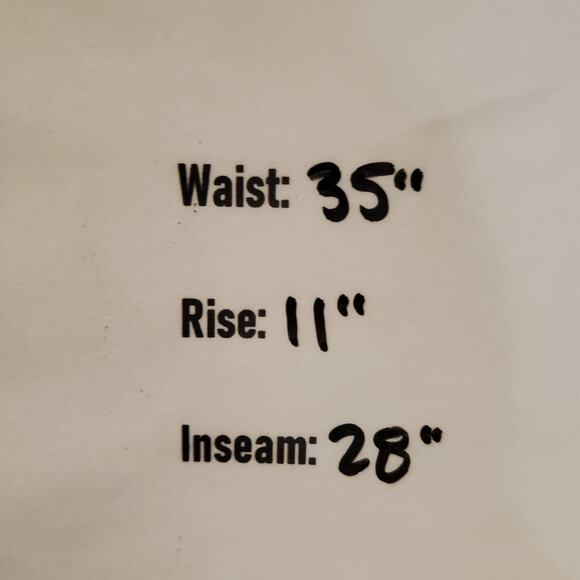 Waist: 35"
Rise: 11"
Inseam: 28"